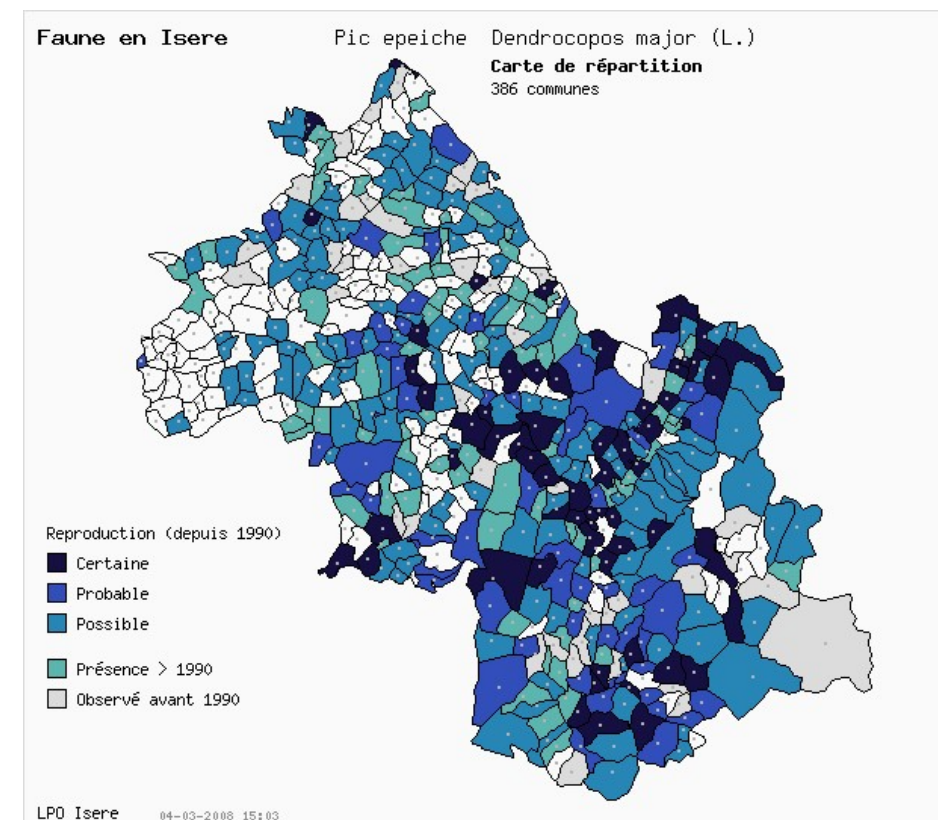 Faune en Isere Pic epeiche Dendrocopos major (L.)
Carte de répartition
386 communes
Reproduction (depuis 1990)
Certaine
Probable
Possible
Présence > 1990
Observé avant 1990
LPO Isere 04-03-2008 15:03